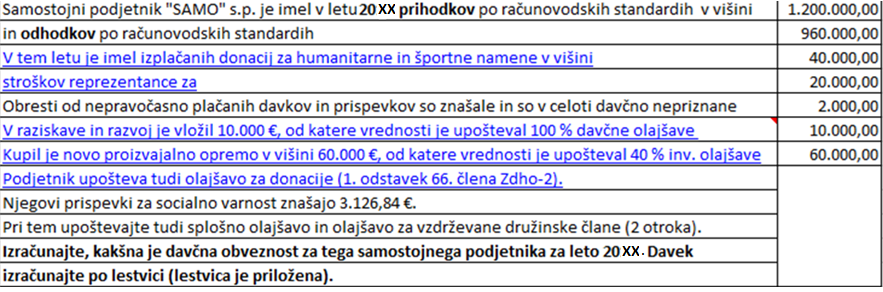 Samostojni podjetnik "SAMO" s.p. je imel v letu 20XX prihodkov po računovodskih standardih v višini 1.200.000,00
in odhodkov po računovodskih standardih 960.000,00
V tem letu je imel izplačanih donacij za humanitarne in športne namene v višini 40.000,00
stroškov reprezentance za 20.000,00
Obresti od nepravočasno plačanih davkov in prispevkov so znašale in so v celoti davčno nepriznane 2.000,00
V raziskave in razvoj je vložil 10.000 €, od katere vrednosti je upošteval 100 % davčne olajšave 10.000,00
Kupil je novo proizvajalno opremo v višini 60.000 €, od katere vrednosti je upošteval 40 % inv. olajšave 60.000,00
Podjetnik upošteva tudi olajšavo za donacije (1. odstavek 66. člena Zdho-2).
Njegovi prispevki za socialno varnost znašajo 3.126,84 €.
Pri tem upoštevajte tudi splošno olajšavo in olajšavo za vzdrževane družinske člane (2 otroka).
Izračunajte, kakšna je davčna obveznost za tega samostojnega podjetnika za leto 20XX. Davek
izračunajte po lestvici (lestvica je priložena).